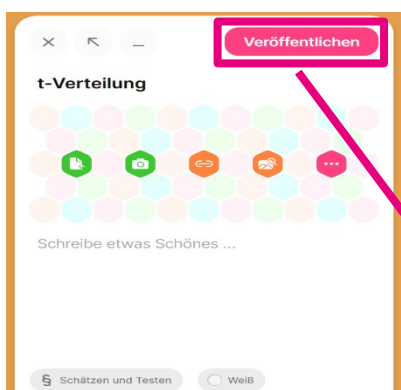 Veröffentlichen
t-Verteilung
Schreibe etwas Schönes ...
§ Schätzen und Testen
Weiß